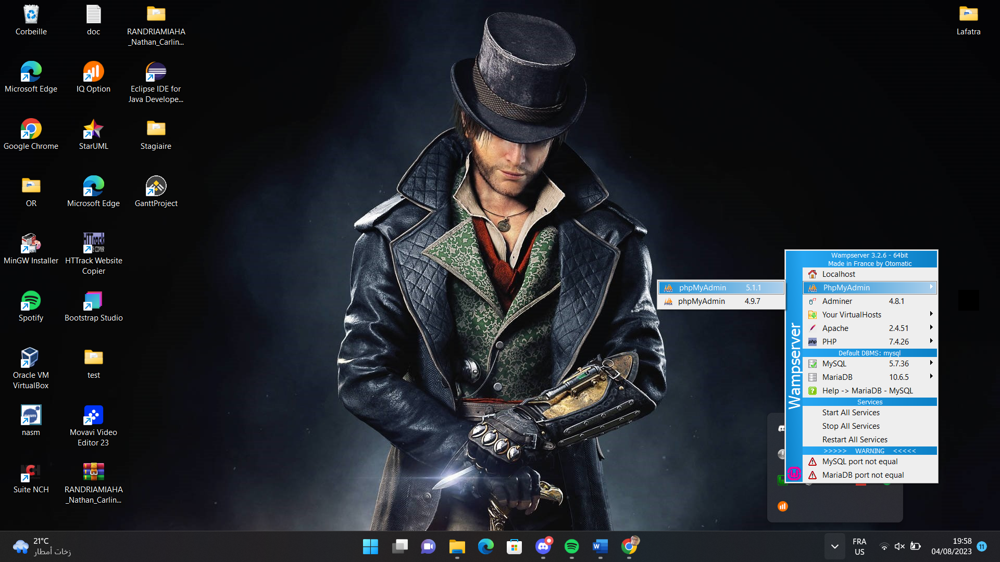 Corbeille
doc
RANDRIAMIAHA
_Nathan_Carlin...
Lafatra
Microsoft Edge
IQ Option
Eclipse IDE for
Java Develope...
Google Chrome
StarUML
Stagiaire
OR
Microsoft Edge
GanttProject
MinGW Installer
HTTrack Website
Copier
Spotify
Bootstrap Studio
Oracle VM
VirtualBox
test
nasm
Movavi Video
Editor 23
Suite NCH
RANDRIAMIAHA
_Nathan_Carlin...
phpMyAdmin 5.1.1
phpMyAdmin 4.9.7
Wampserver
Wampserver 3.2.6 - 64bit
Made in France by Otomatic
Localhost
PhpMyAdmin
Adminer 4.8.1
Your VirtualHosts
Apache 2.4.51
php PHP 7.4.26
Default DBMS: mysql
MySQL 5.7.36
MariaDB 10.6.5
Help -> MariaDB - MySQL
Services
Start All Services
Stop All Services
Restart All Services
>>>>> WARNING <<<<<
MySQL port not equal
MariaDB port not equal
21°C
زخات أمطار
FRA
US
19:58
04/08/2023
11